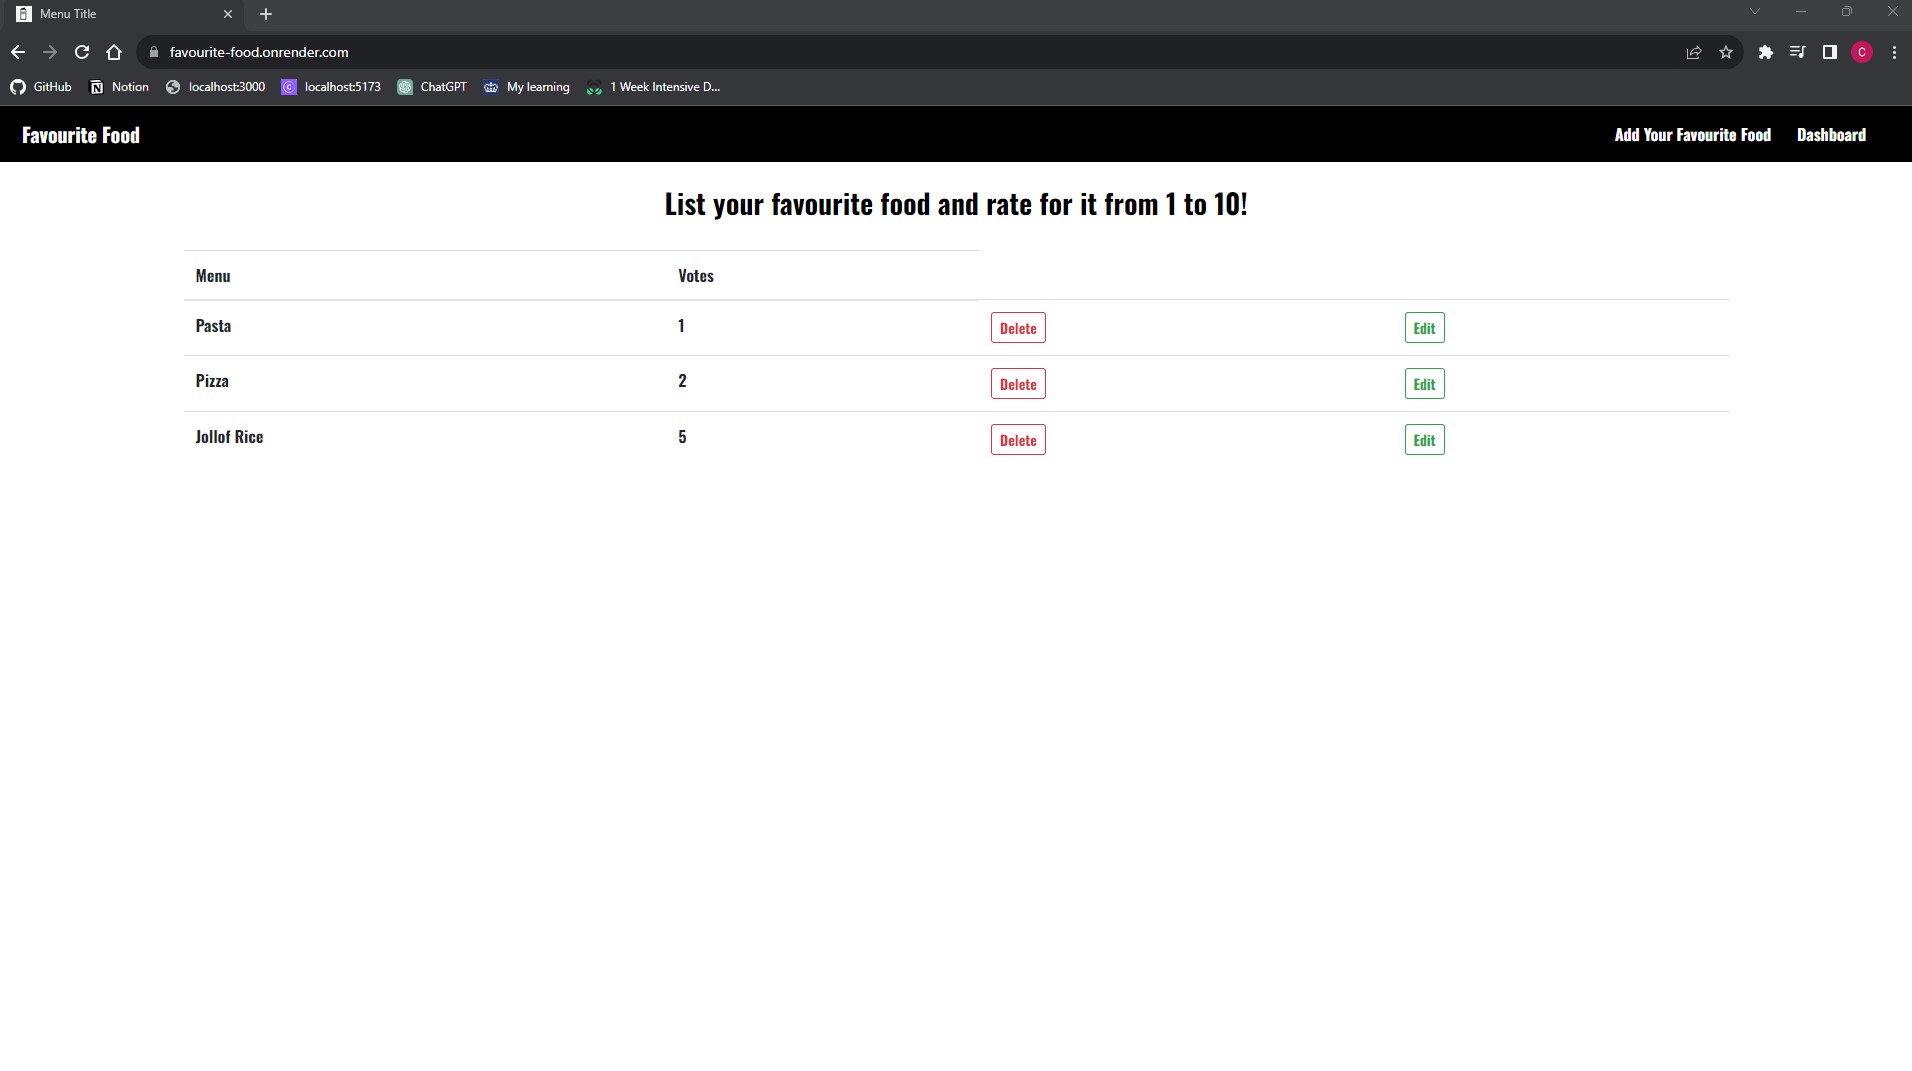 Menu Title
favourite-food.onrender.com
C
GitHub Notion localhost:3000 localhost:5173 ChatGPT My learning 1 Week Intensive D...
Favourite Food Add Your Favourite Food Dashboard
List your favourite food and rate for it from 1 to 10!
Menu Votes
Pasta 1 Delete Edit
Pizza 2 Delete Edit
Jollof Rice 5 Delete Edit